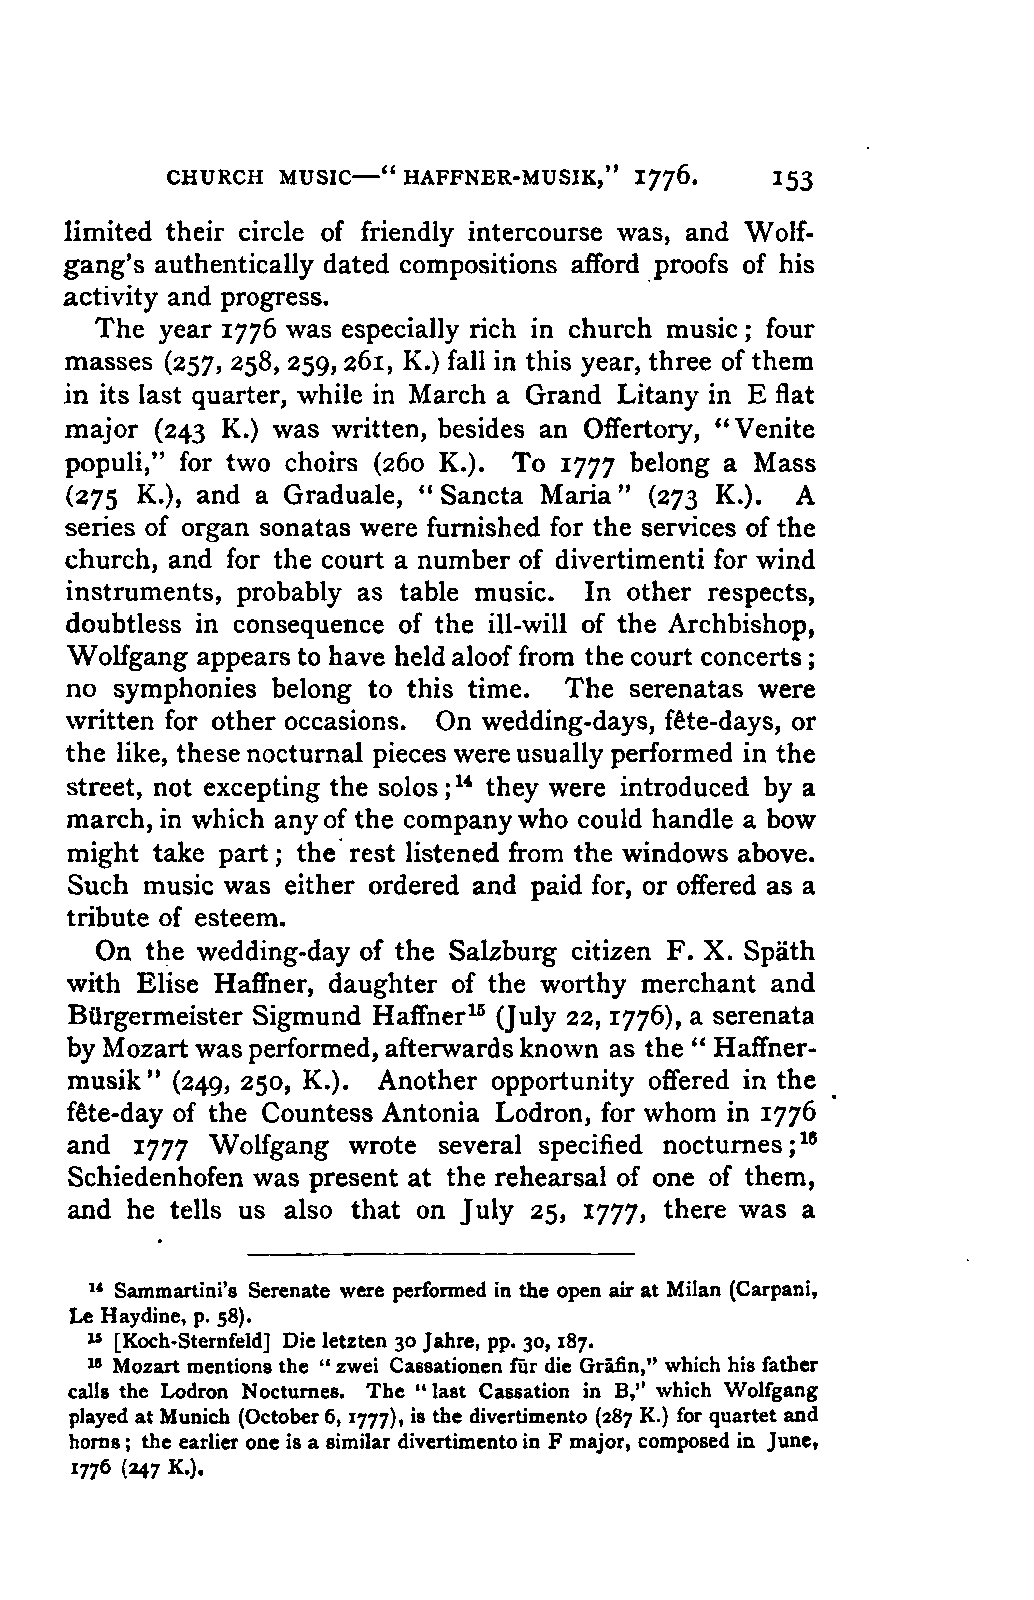 CHURCH MUSIC—“HAFFNER-MUSIK,” 1776. 153
limited their circle of friendly intercourse was, and Wolf-
gang's authentically dated compositions afford proofs of his
activity and progress.
The year 1776 was especially rich in church music; four
masses (257, 258, 259, 261, K.) fall in this year, three of them
in its last quarter, while in March a Grand Litany in E flat
major (243 K.) was written, besides an Offertory, “Venite
populi,” for two choirs (260 K.). To 1777 belong a Mass
(275 K.), and a Graduale, “Sancta Maria” (273 K.). A
series of organ sonatas were furnished for the services of the
church, and for the court a number of divertimenti for wind
instruments, probably as table music. In other respects,
doubtless in consequence of the ill-will of the Archbishop,
Wolfgang appears to have held aloof from the court concerts;
no symphonies belong to this time. The serenatas were
written for other occasions. On wedding-days, fête-days, or
the like, these nocturnal pieces were usually performed in the
street, not excepting the solos;¹⁴ they were introduced by a
march, in which any of the company who could handle a bow
might take part; the rest listened from the windows above.
Such music was either ordered and paid for, or offered as a
tribute of esteem.
On the wedding-day of the Salzburg citizen F. X. Späth
with Elise Haffner, daughter of the worthy merchant and
Bürgermeister Sigmund Haffner¹⁵ (July 22, 1776), a serenata
by Mozart was performed, afterwards known as the “Haffner-
musik” (249, 250, K.). Another opportunity offered in the
fête-day of the Countess Antonia Lodron, for whom in 1776
and 1777 Wolfgang wrote several specified nocturnes;¹⁶
Schiedenhofen was present at the rehearsal of one of them,
and he tells us also that on July 25, 1777, there was a
¹⁴ Sammartini's Serenate were performed in the open air at Milan (Carpani,
Le Haydine, p. 58).
¹⁵ [Koch-Sternfeld] Die letzten 30 Jahre, pp. 30, 187.
¹⁶ Mozart mentions the “zwei Cassationen für die Gräfin,” which his father
calls the Lodron Nocturnes. The “last Cassation in B,” which Wolfgang
played at Munich (October 6, 1777), is the divertimento (287 K.) for quartet and
horns; the earlier one is a similar divertimento in F major, composed in June,
1776 (247 K.).